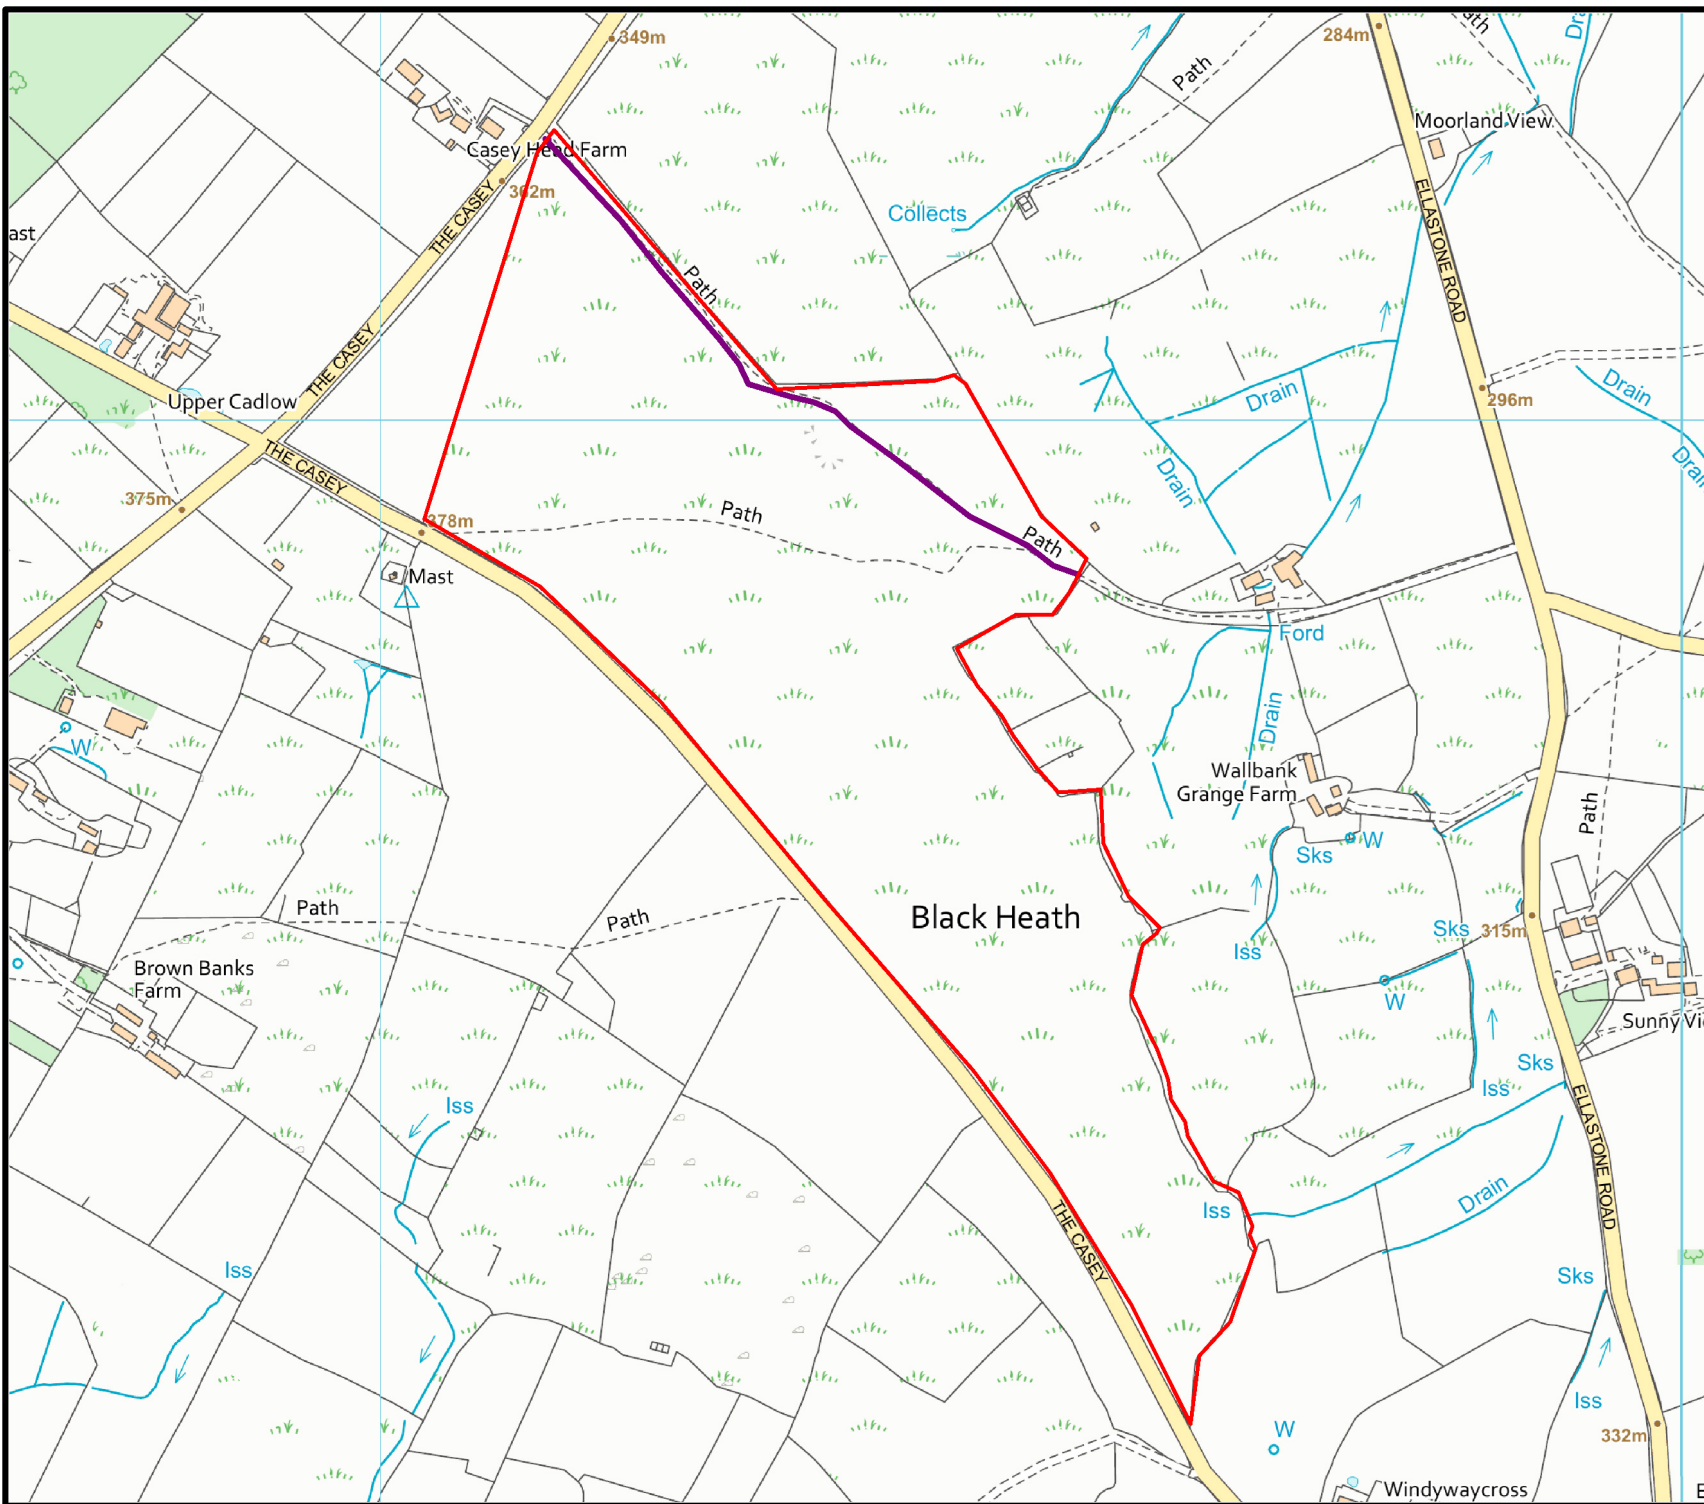 349m
284m
ath
Dra
Path
Moorland View
Casey Head Farm
362m
THE CASEY
Collects
ast
ELLASTONE ROAD
Path
THE CASEY
Upper Cadlow
Drain
Drain
296m
THE CASEY
Drain
Drain
375m
378m
Path
Path
Mast
Ford
Drain
W
Wallbank
Grange Farm
Path
Sks
W
Path
Path
Black Heath
Sks
315m
Iss
Brown Banks
Farm
W
Sunny Vi
Sks
Iss
Iss
ELLASTONE ROAD
Drain
Iss
THE CASEY
Iss
Sks
Iss
W
332m
Windywaycross